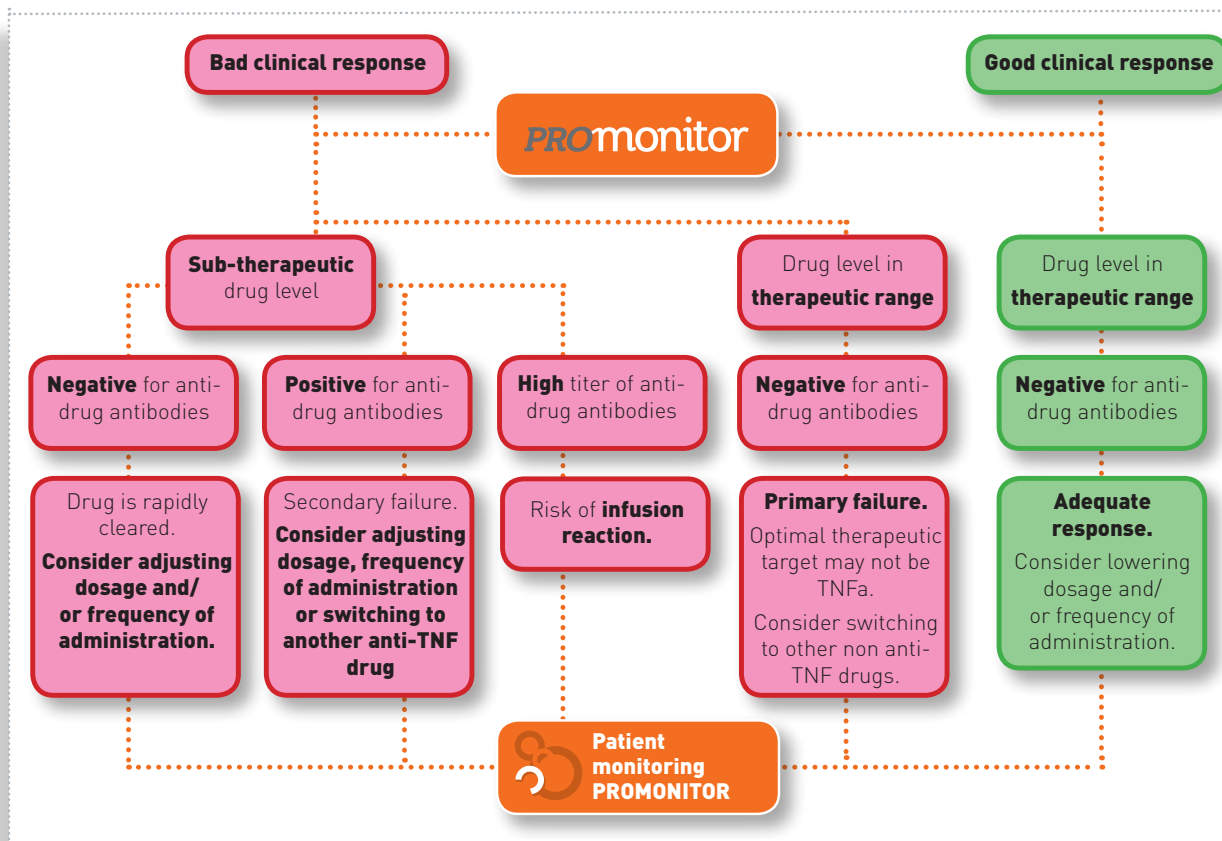 Bad clinical response
Good clinical response
PROmonitor
Sub-therapeutic
drug level
Drug level in
therapeutic range
Drug level in
therapeutic range
Negative for anti-
drug antibodies
Positive for anti-
drug antibodies
High titer of anti-
drug antibodies
Negative for anti-
drug antibodies
Negative for anti-
drug antibodies
Drug is rapidly
cleared.
Consider adjusting
dosage and/
or frequency of
administration.
Secondary failure.
Consider adjusting
dosage, frequency
of administration
or switching to
another anti-TNF
drug
Risk of infusion
reaction.
Primary failure.
Optimal therapeutic
target may not be
TNFa.
Consider switching
to other non anti-
TNF drugs.
Adequate
response.
Consider lowering
dosage and/
or frequency of
administration.
Patient
monitoring
PROMONITOR